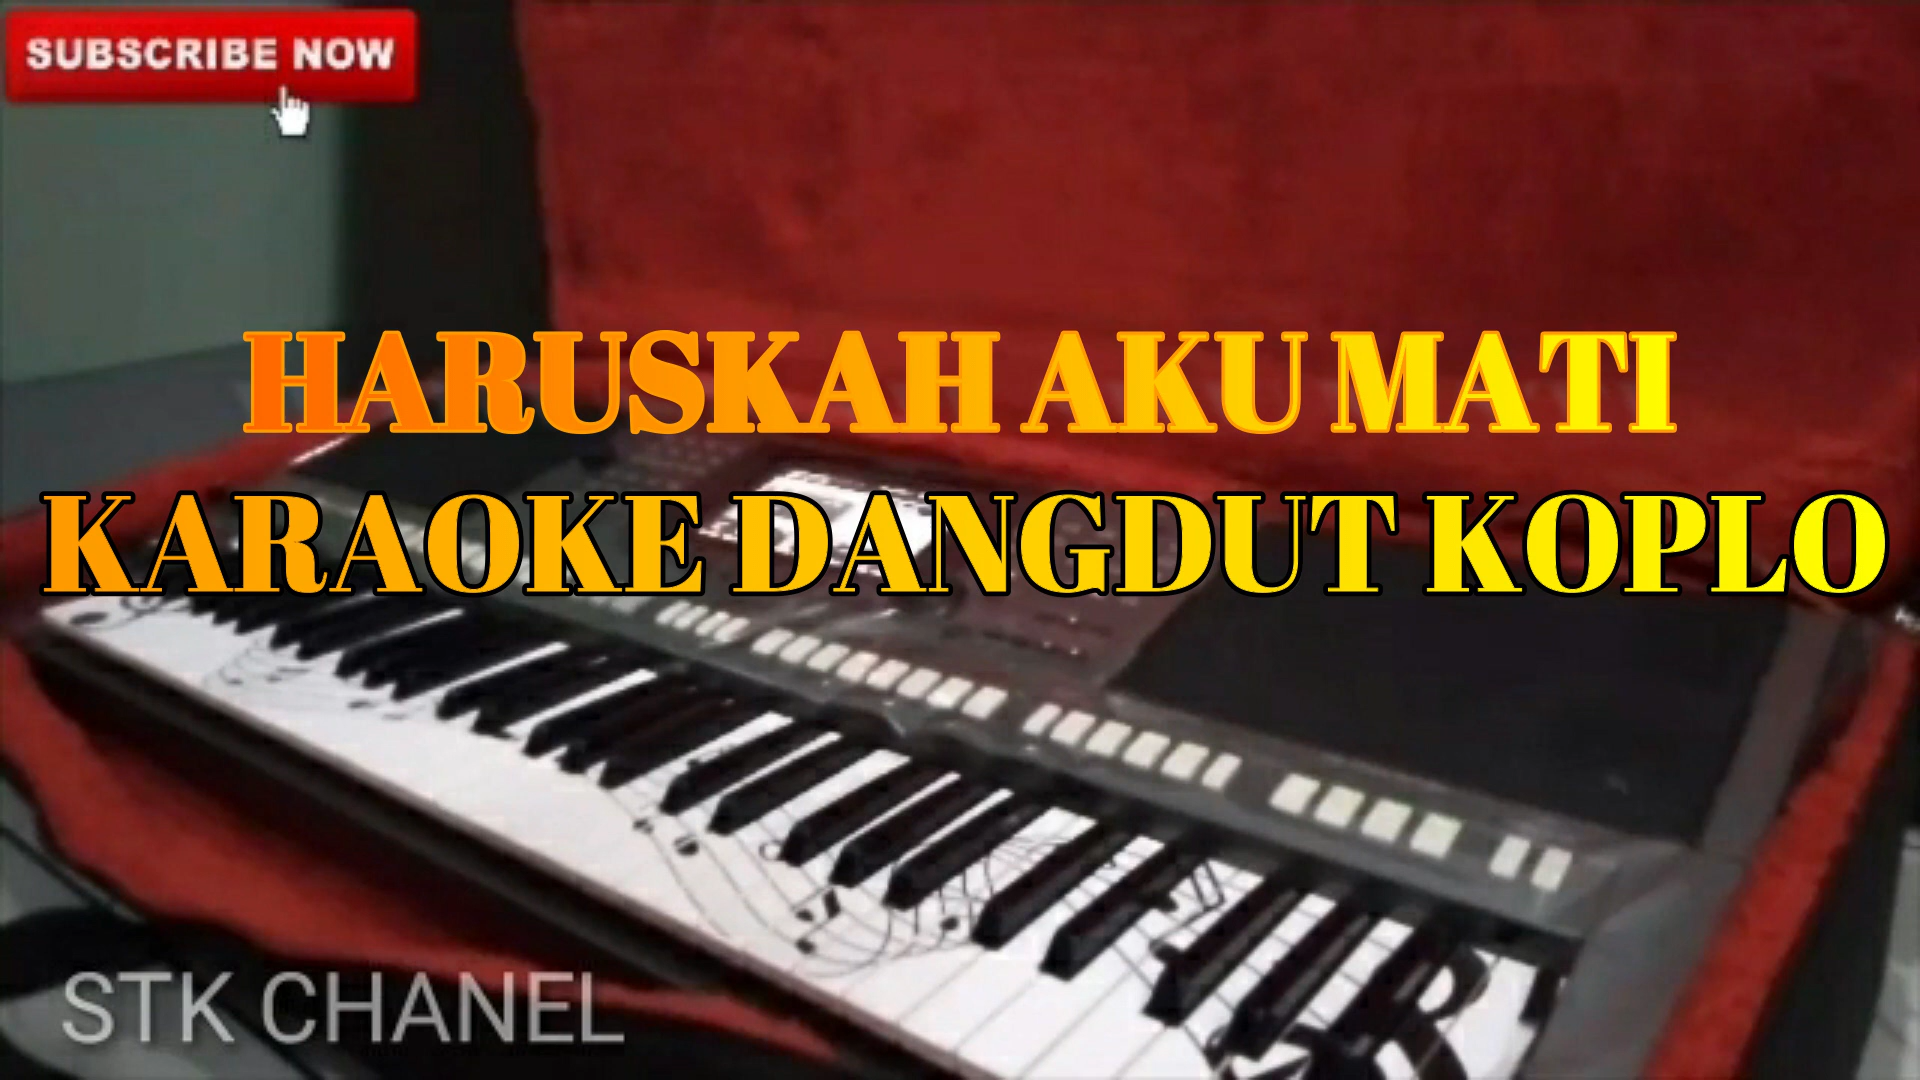 SUBSCRIBE NOW
HARUSKAH AKU MATI
KARAOKE DANGDUT KOPLO
STK CHANEL